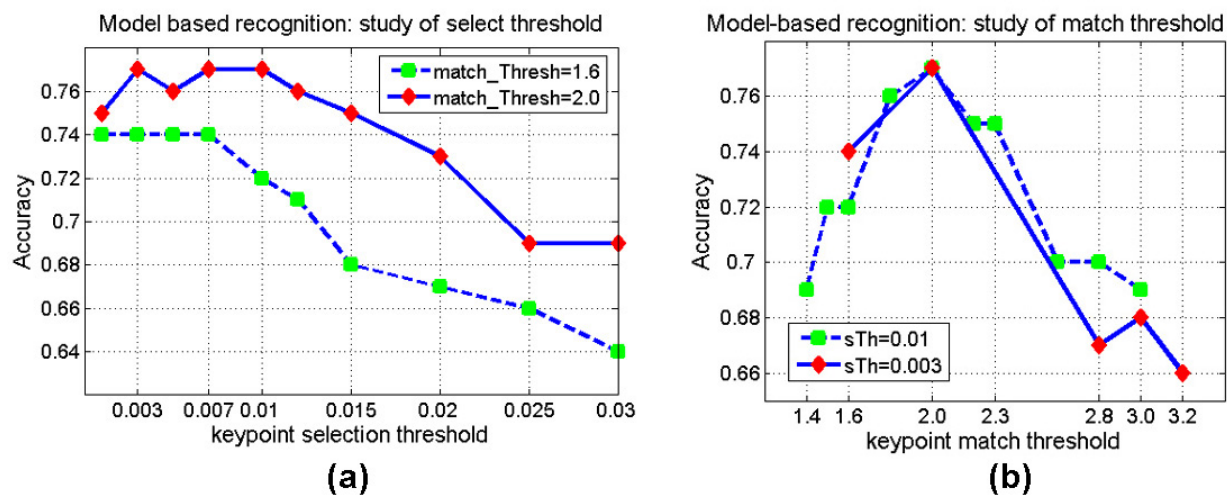 Model based recognition: study of select threshold
match_Thresh=1.6
match_Thresh=2.0
0.76
0.74
0.72
0.7
0.68
0.66
0.64
Accuracy
0.003 0.007 0.01 0.015 0.02 0.025 0.03
keypoint selection threshold
(a)
Model-based recognition: study of match threshold
0.76
0.74
0.72
0.7
0.68
0.66
Accuracy
sTh=0.01
sTh=0.003
1.4 1.6 2.0 2.3 2.8 3.0 3.2
keypoint match threshold
(b)